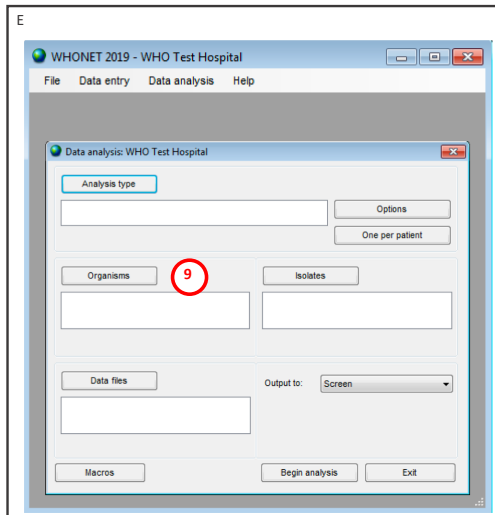 E
WHONET 2019 - WHO Test Hospital
File Data entry Data analysis Help
Data analysis: WHO Test Hospital
Analysis type
Options
One per patient
Organisms 9 Isolates
Data files Output to: Screen
Macros Begin analysis Exit